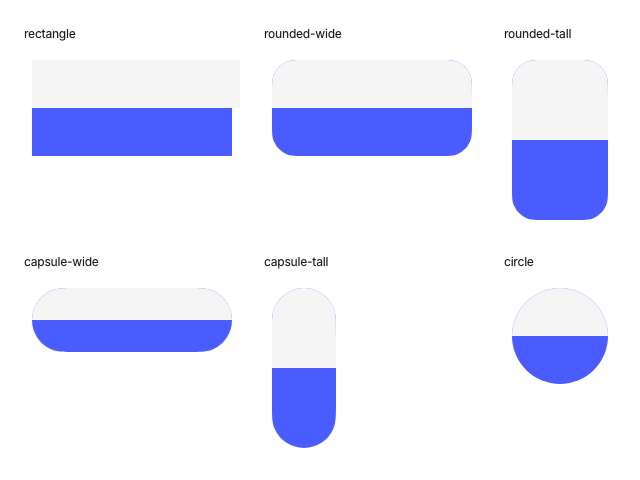 rectangle
rounded-wide
rounded-tall
capsule-wide
capsule-tall
circle